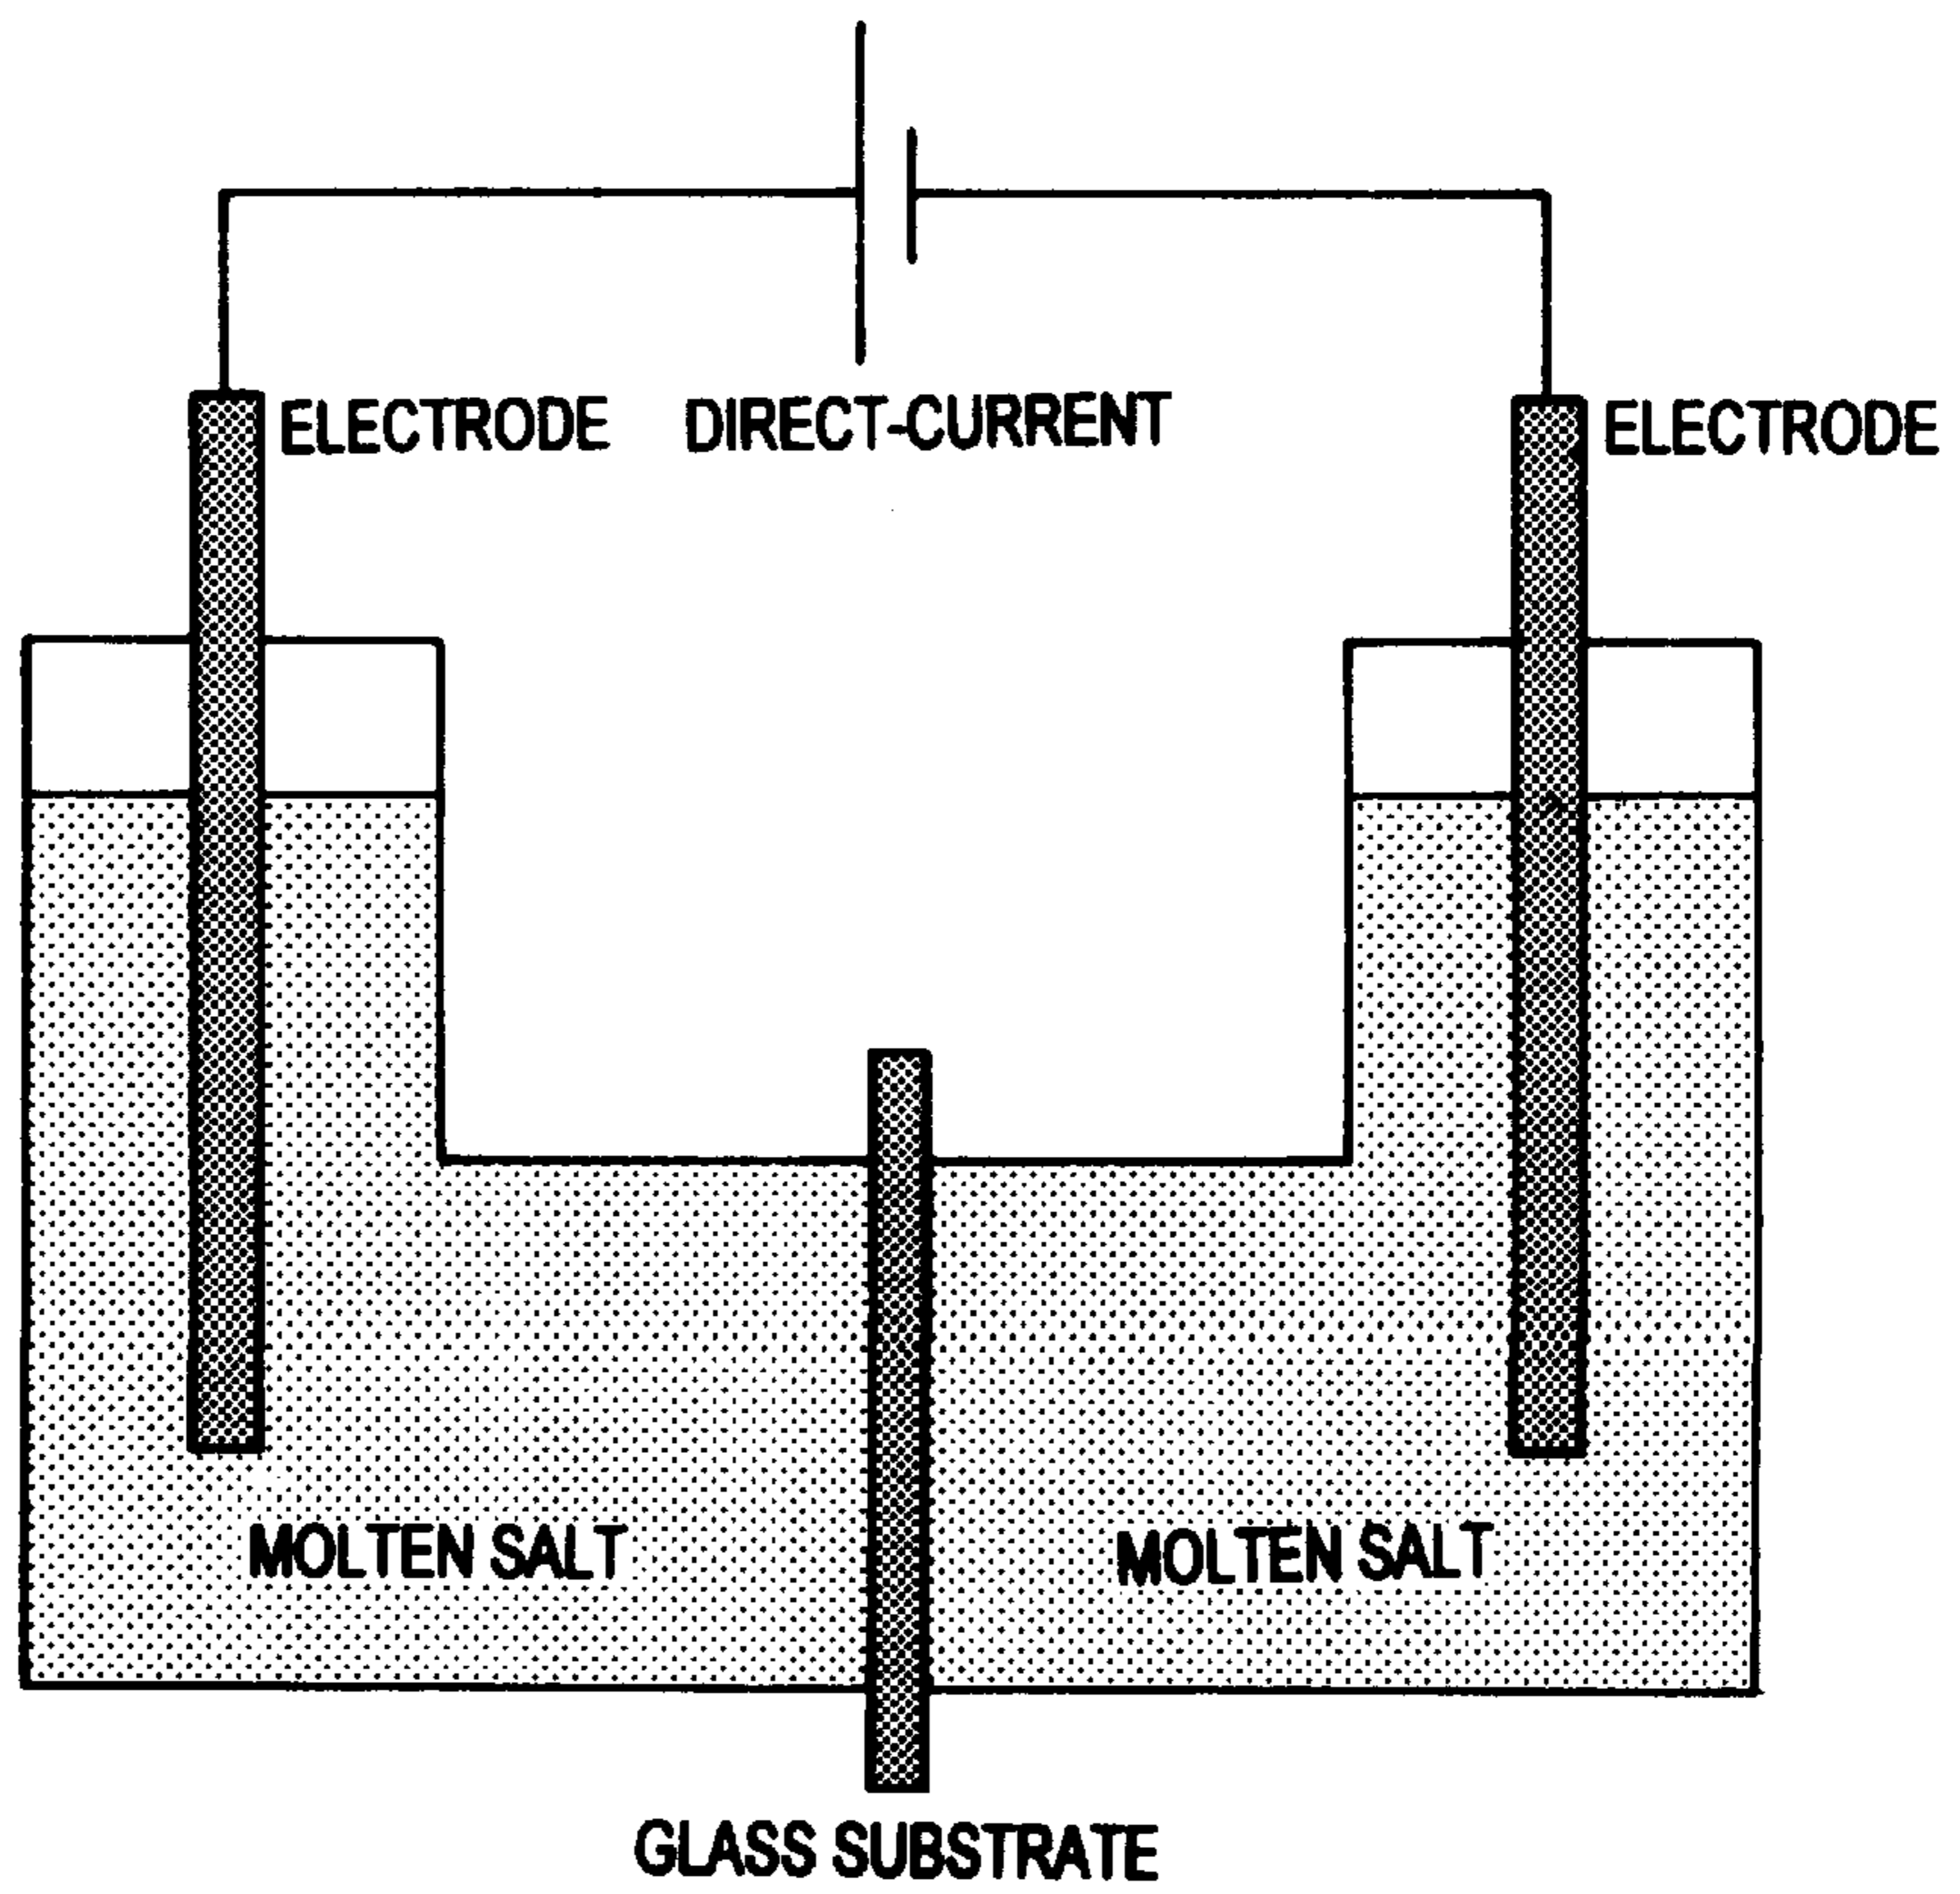 ELECTRODE
DIRECT-CURRENT
ELECTRODE
MOLTEN SALT
MOLTEN SALT
GLASS SUBSTRATE